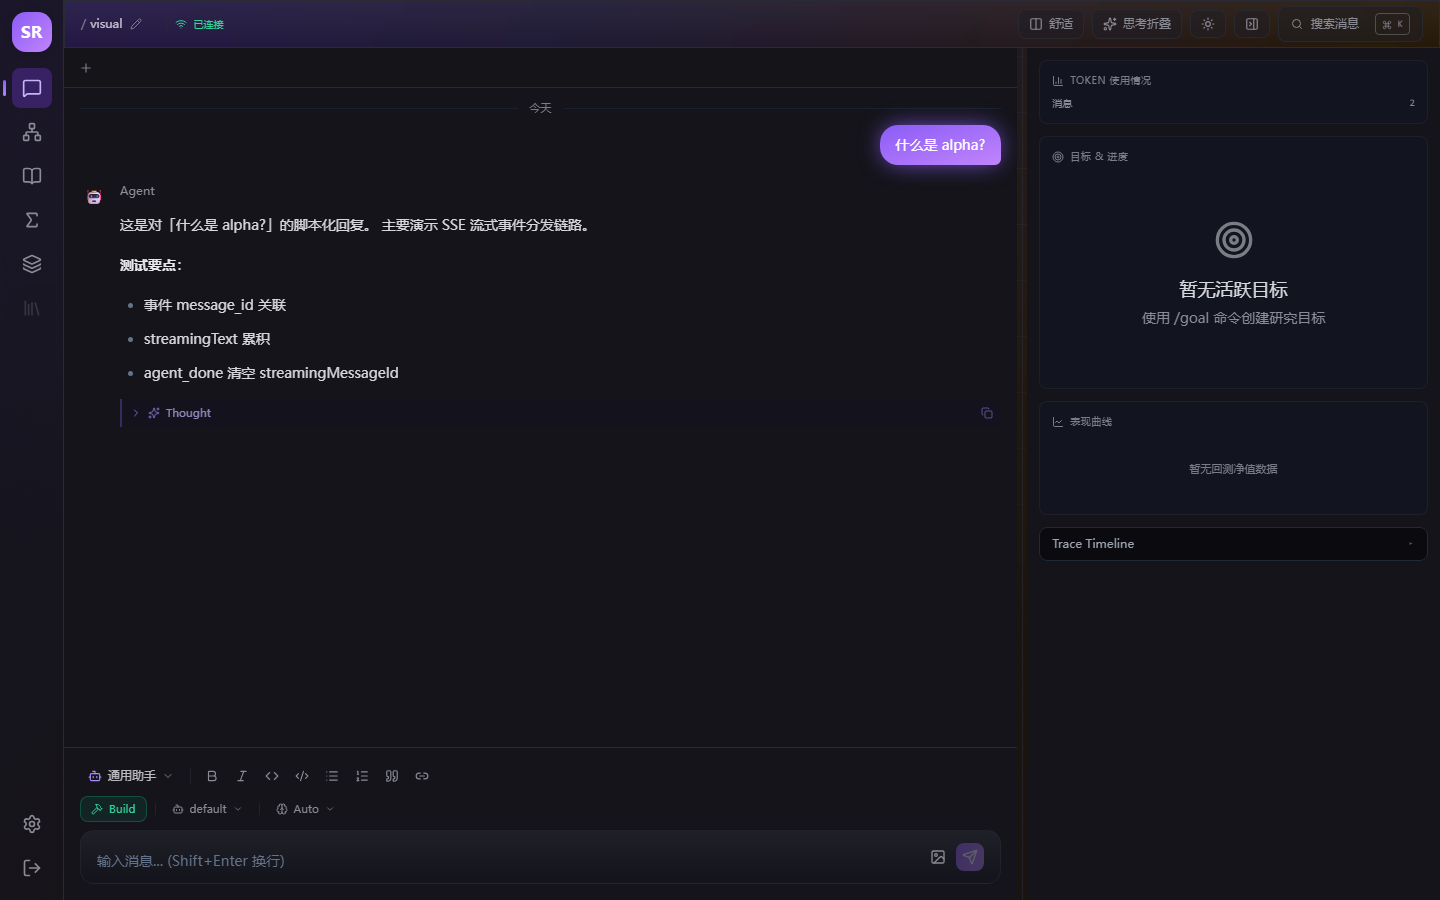 SR
/ visual
已连接
舒适
思考折叠
搜索消息
⌘ K
今天
什么是 alpha?
Agent
这是对「什么是 alpha?」的脚本化回复。 主要演示 SSE 流式事件分发链路。
测试要点：
事件 message_id 关联
streamingText 累积
agent_done 清空 streamingMessageId
Thought
通用助手
Build
default
Auto
输入消息... (Shift+Enter 换行)
TOKEN 使用情况
消息
2
目标 & 进度
暂无活跃目标
使用 /goal 命令创建研究目标
表现曲线
暂无回测净值数据
Trace Timeline